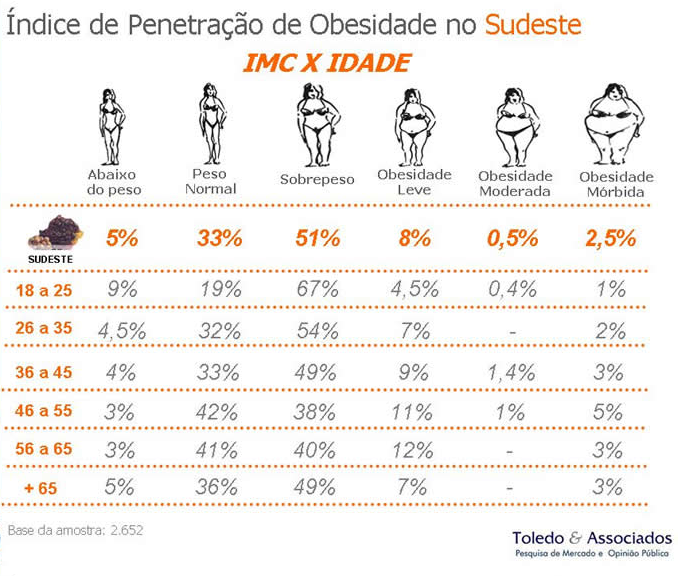 Índice de Penetração de Obesidade no Sudeste
IMC X IDADE
Abaixo do peso Peso Normal Sobrepeso Obesidade Leve Obesidade Moderada Obesidade Mórbida
SUDESTE 5% 33% 51% 8% 0,5% 2,5%
18 a 25 9% 19% 67% 4,5% 0,4% 1%
26 a 35 4,5% 32% 54% 7% - 2%
36 a 45 4% 33% 49% 9% 1,4% 3%
46 a 55 3% 42% 38% 11% 1% 5%
56 a 65 3% 41% 40% 12% - 3%
+ 65 5% 36% 49% 7% - 3%
Base da amostra: 2.652
Toledo & Associados
Pesquisa de Mercado e Opinião Pública